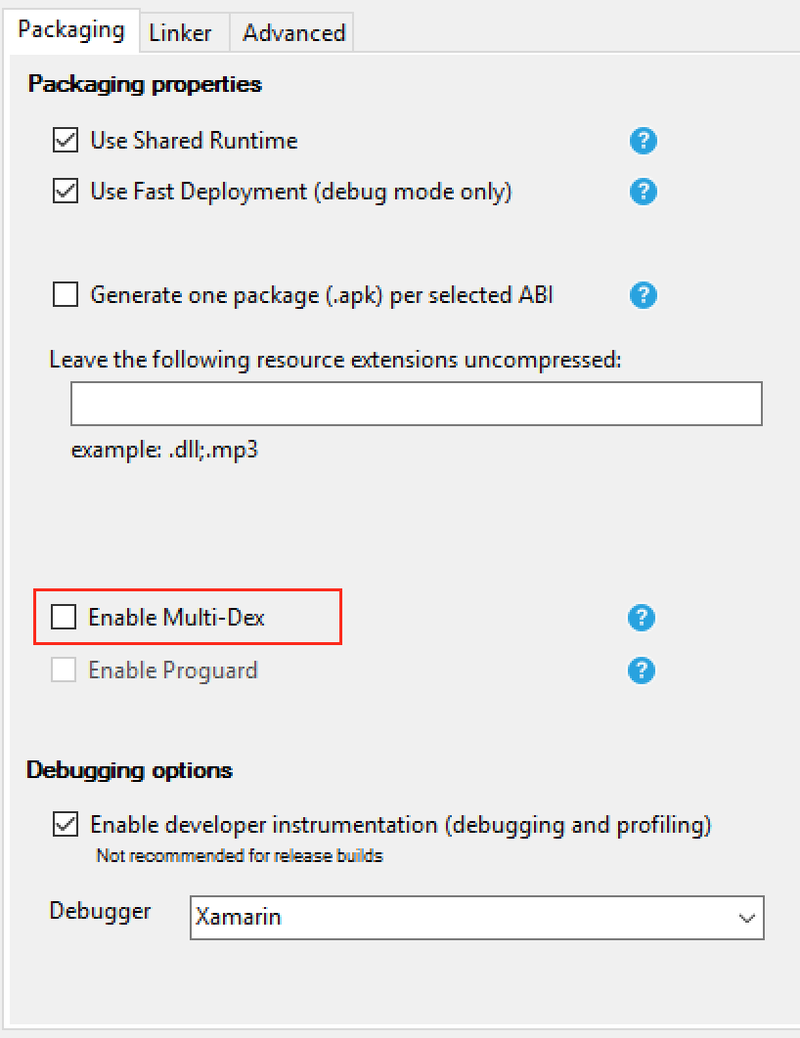 Packaging Linker Advanced
Packaging properties
Use Shared Runtime ?
Use Fast Deployment (debug mode only) ?
Generate one package (.apk) per selected ABI ?
Leave the following resource extensions uncompressed:
example: .dll;.mp3
Enable Multi-Dex ?
Enable Proguard ?
Debugging options
Enable developer instrumentation (debugging and profiling)
Not recommended for release builds
Debugger Xamarin